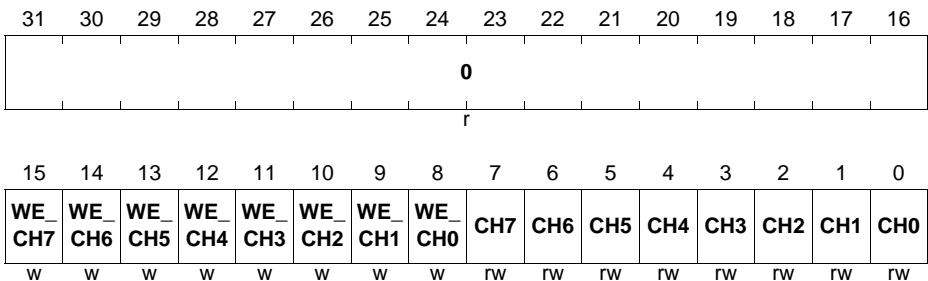 31 30 29 28 27 26 25 24 23 22 21 20 19 18 17 16
0
r
15 14 13 12 11 10 9 8 7 6 5 4 3 2 1 0
WE_ WE_ WE_ WE_ WE_ WE_ WE_ WE_ CH7 CH6 CH5 CH4 CH3 CH2 CH1 CH0
CH7 CH6 CH5 CH4 CH3 CH2 CH1 CH0
w w w w w w w w rw rw rw rw rw rw rw rw